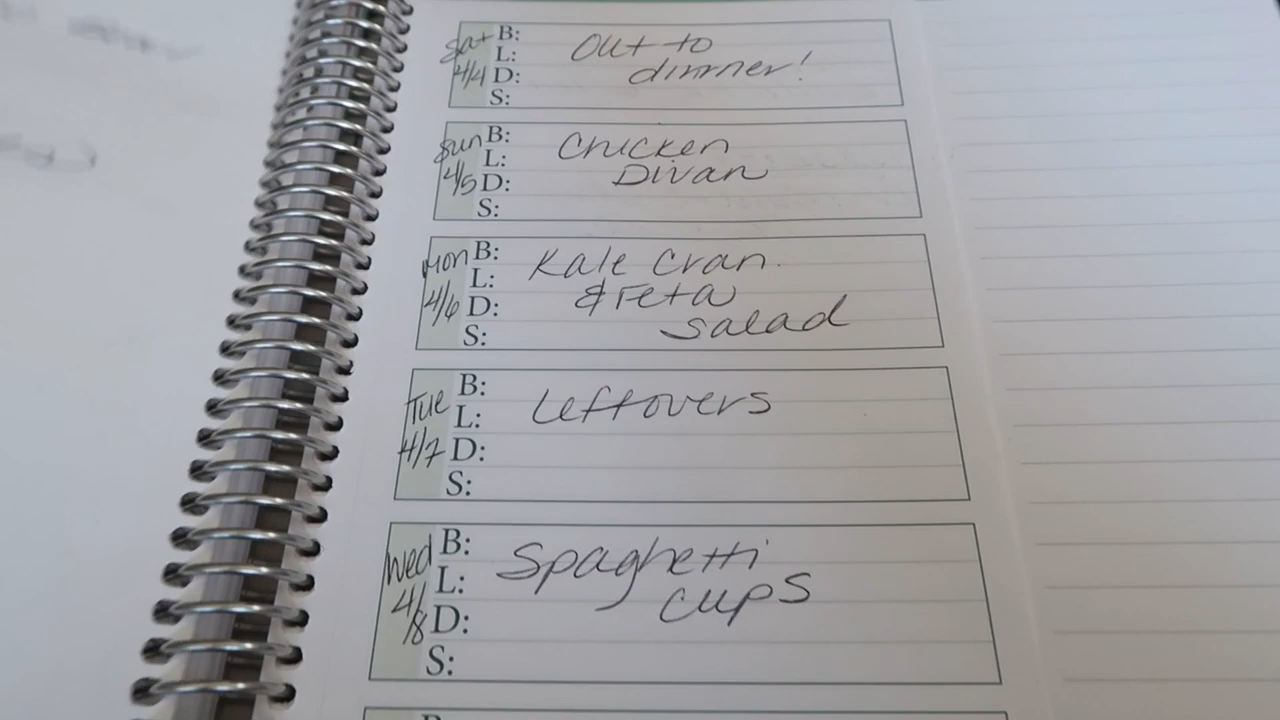 Sat B: Out to
L: dinner!
4/4 D:
S:
Sun B: Chicken
L: Divan
4/5 D:
S:
Mon B: Kale Cran.
L: & Feta
4/6 D: Salad
S:
Tue B: Leftovers
L:
4/7 D:
S:
Wed B: Spaghetti
L: cups
4/8 D:
S:
B: